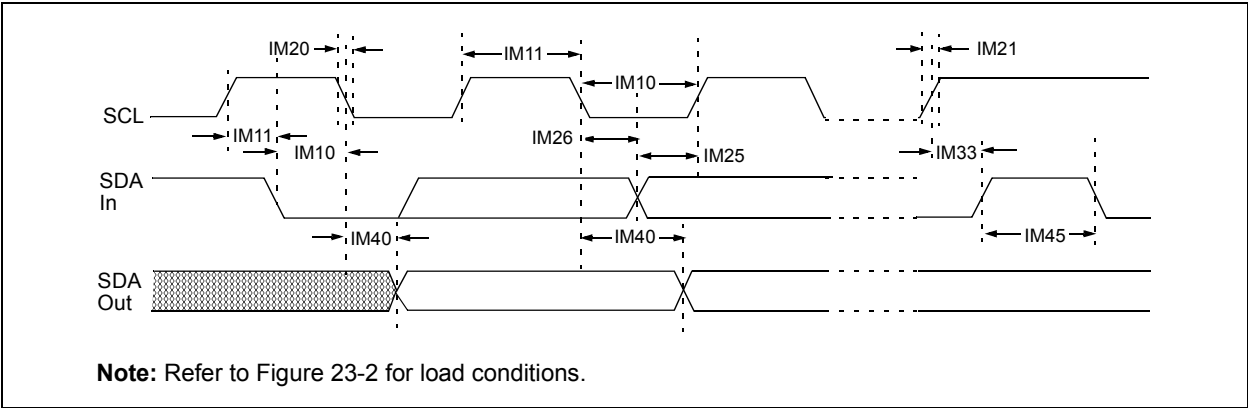 IM20
IM11
IM21
IM10
SCL
IM11
IM10
IM26
IM25
IM33
SDA
In
IM40
IM40
IM45
SDA
Out
Note: Refer to Figure 23-2 for load conditions.